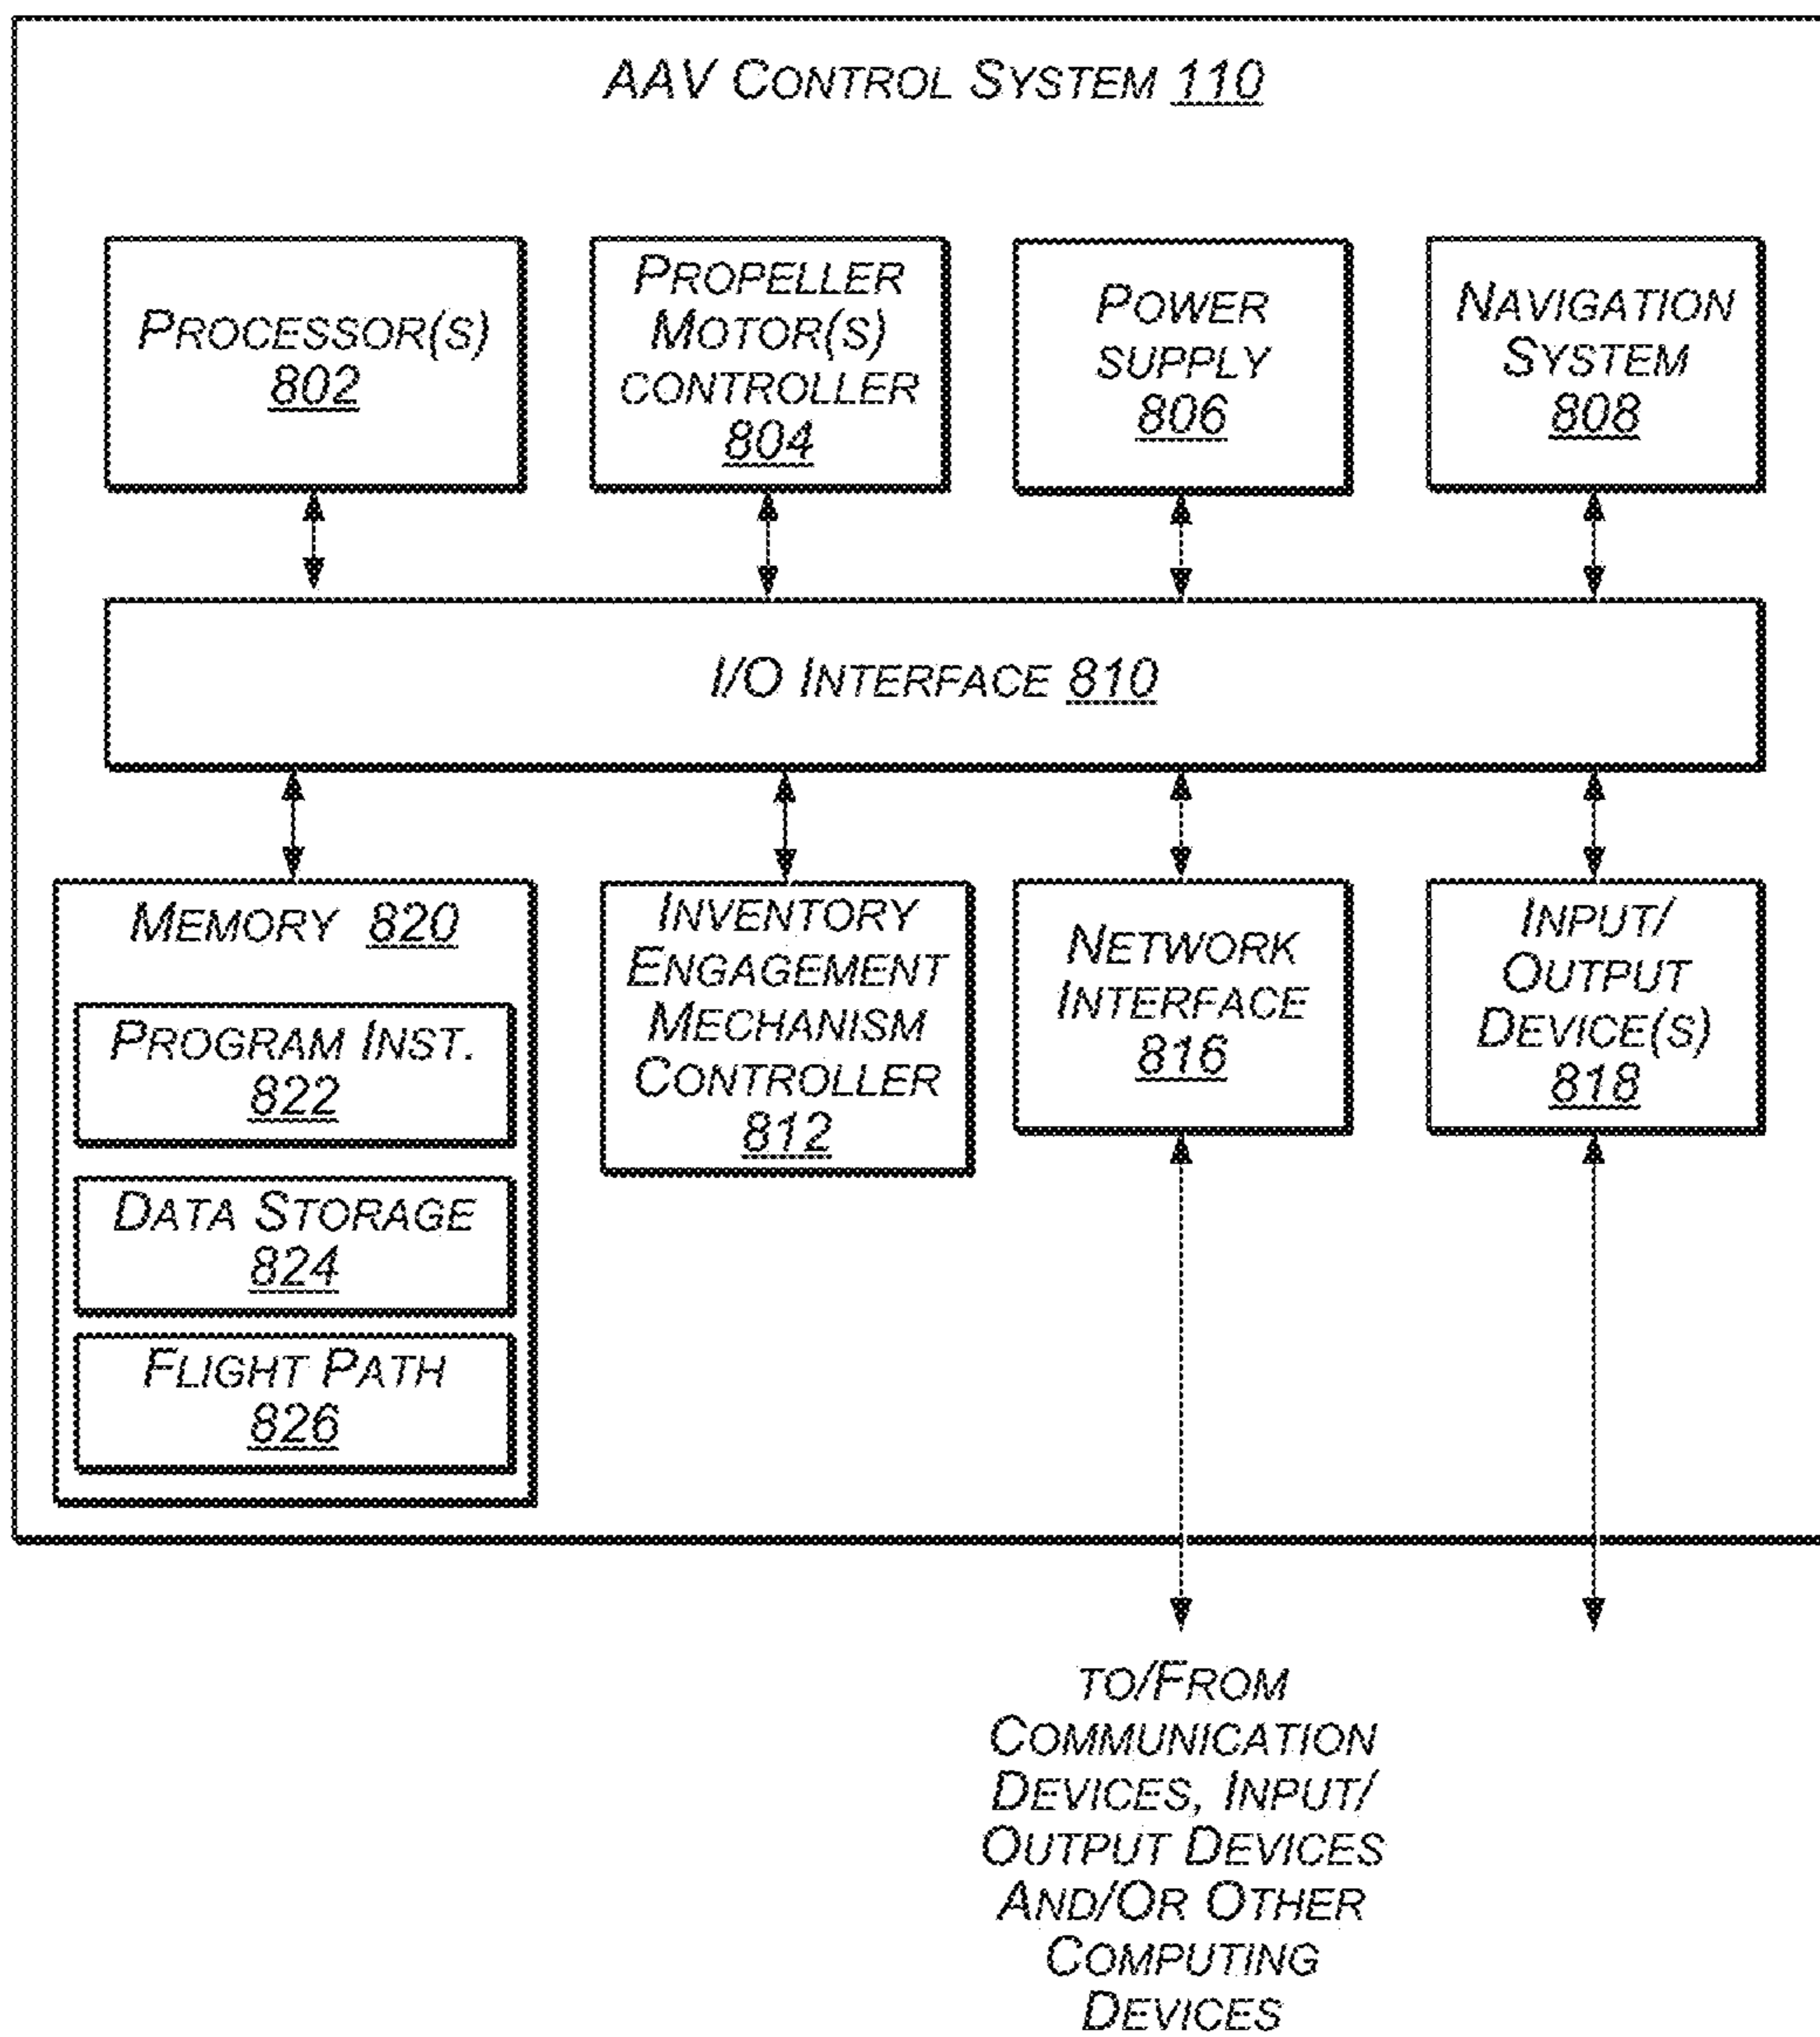 AAV CONTROL SYSTEM 110
PROCESSOR(S)
802
PROPELLER
MOTOR(S)
CONTROLLER
804
POWER
SUPPLY
806
NAVIGATION
SYSTEM
808
I/O INTERFACE 810
MEMORY 820
PROGRAM INST.
822
DATA STORAGE
824
FLIGHT PATH
826
INVENTORY
ENGAGEMENT
MECHANISM
CONTROLLER
812
NETWORK
INTERFACE
816
INPUT/
OUTPUT
DEVICE(S)
818
TO/FROM
COMMUNICATION
DEVICES, INPUT/
OUTPUT DEVICES
AND/OR OTHER
COMPUTING
DEVICES